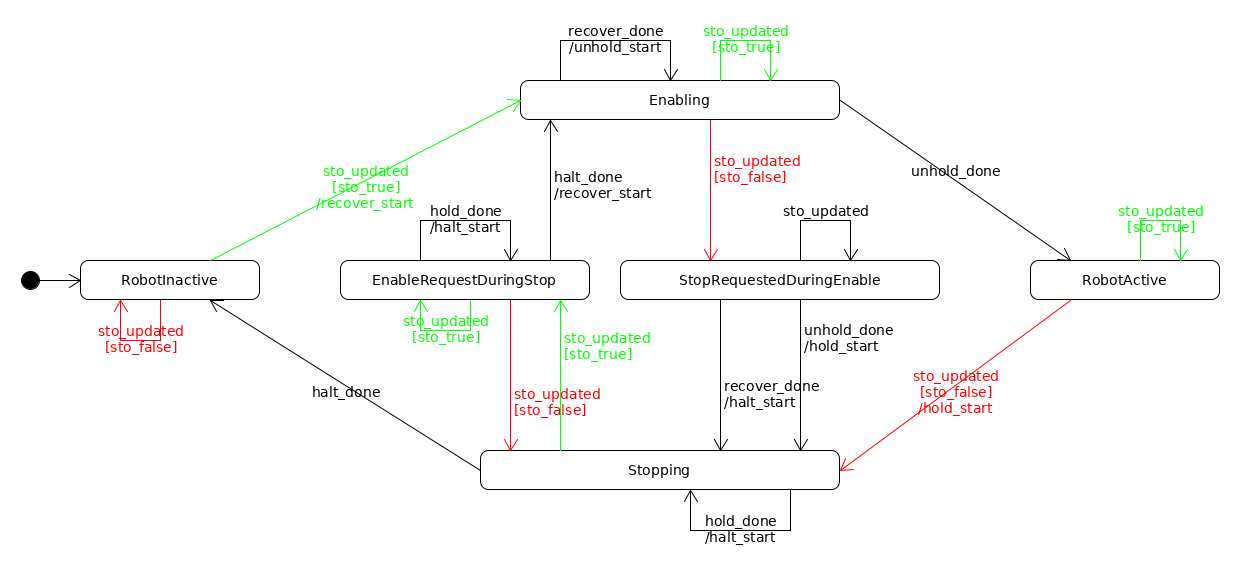 recover_done
/unhold_start
sto_updated
[sto_true]
Enabling
sto_updated
[sto_true]
/recover_start
halt_done
/recover_start
sto_updated
[sto_false]
unhold_done
hold_done
/halt_start
sto_updated
sto_updated
[sto_true]
RobotInactive
EnableRequestDuringStop
StopRequestedDuringEnable
RobotActive
sto_updated
[sto_false]
sto_updated
[sto_true]
sto_updated
[sto_true]
unhold_done
/hold_start
halt_done
sto_updated
[sto_false]
recover_done
/halt_start
sto_updated
[sto_false]
/hold_start
Stopping
hold_done
/halt_start